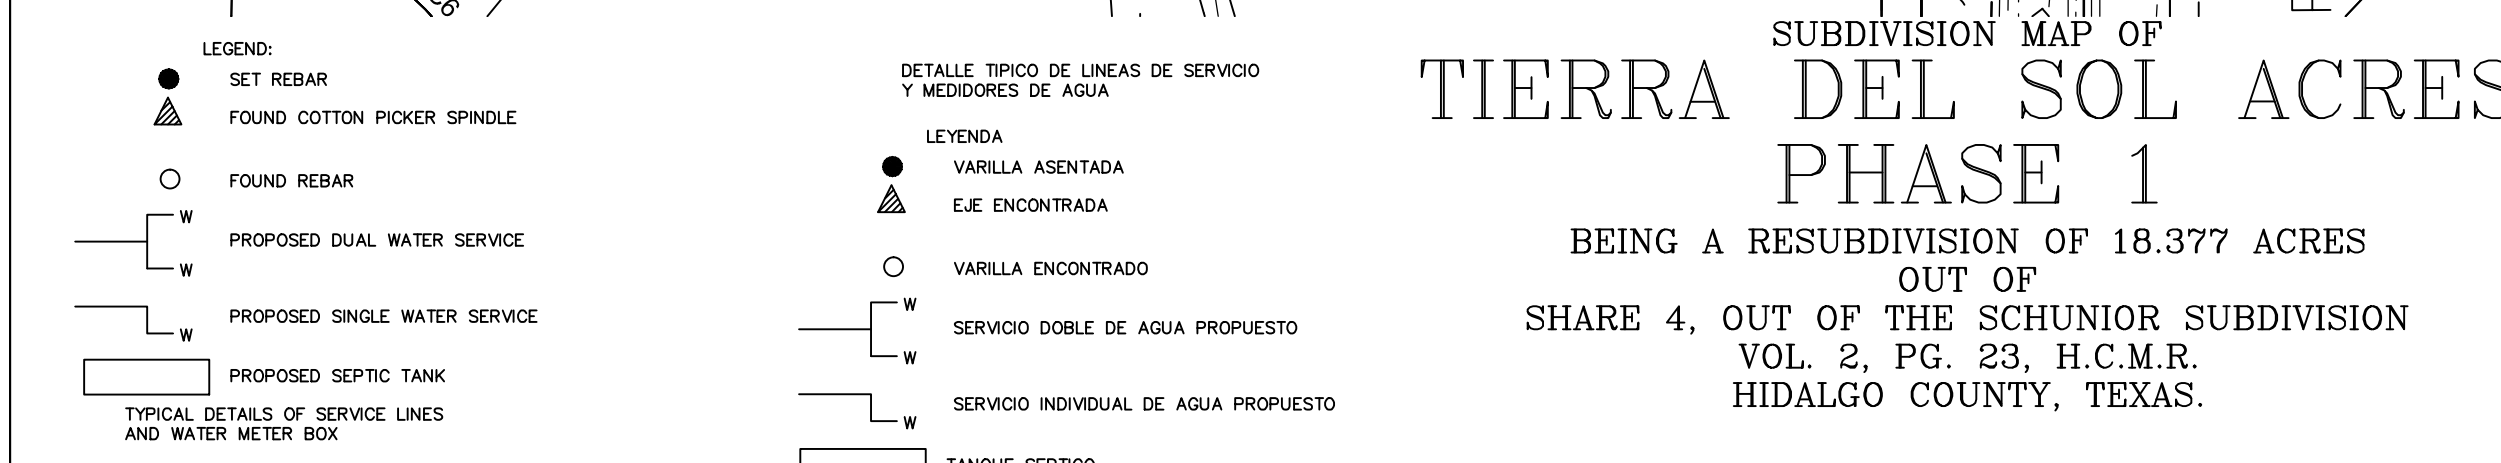 LEGEND:
SET REBAR
FOUND COTTON PICKER SPINDLE
FOUND REBAR
W
PROPOSED DUAL WATER SERVICE
W
PROPOSED SINGLE WATER SERVICE
W
PROPOSED SEPTIC TANK
TYPICAL DETAILS OF SERVICE LINES
AND WATER METER BOX
DETALLE TIPICO DE LINEAS DE SERVICIO
Y MEDIDORES DE AGUA
LEYENDA
VARILLA ASENTADA
EJE ENCONTRADA
VARILLA ENCONTRADO
W
SERVICIO DOBLE DE AGUA PROPUESTO
W
SERVICIO INDIVIDUAL DE AGUA PROPUESTO
W
TANQUE SEPTICO
SUBDIVISION MAP OF
TIERRA DEL SOL ACRES
PHASE 1
BEING A RESUBDIVISION OF 18.377 ACRES
OUT OF
SHARE 4, OUT OF THE SCHUNIOR SUBDIVISION
VOL. 2, PG. 23, H.C.M.R.
HIDALGO COUNTY, TEXAS.